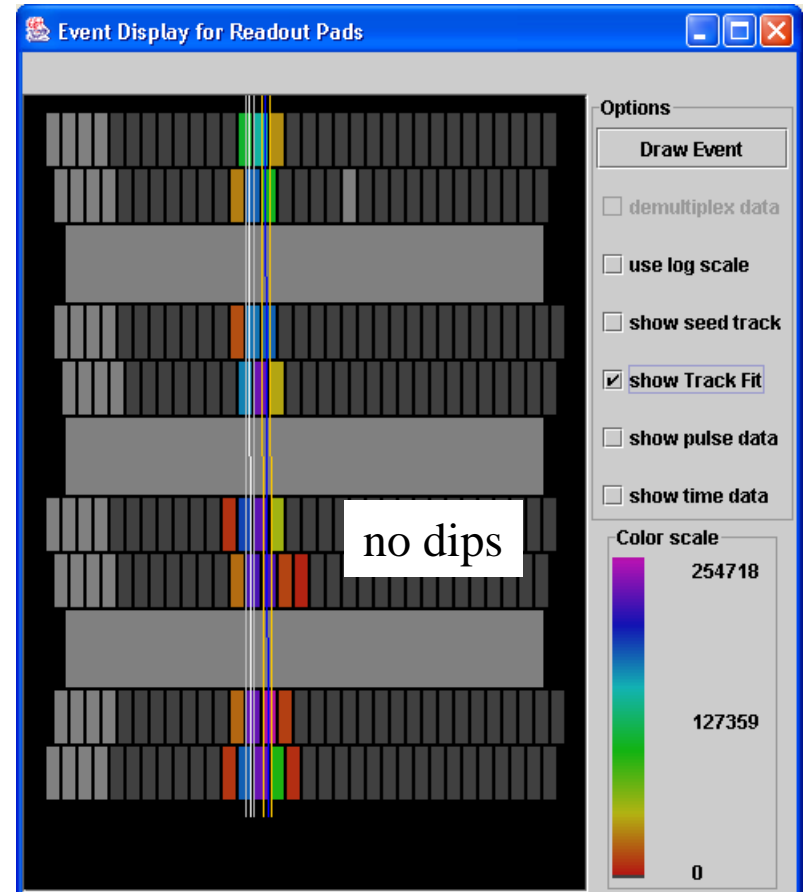 Event Display for Readout Pads
Options
Draw Event
demultiplex data
use log scale
show seed track
show Track Fit
show pulse data
show time data
no dips
Color scale
254718
127359
0